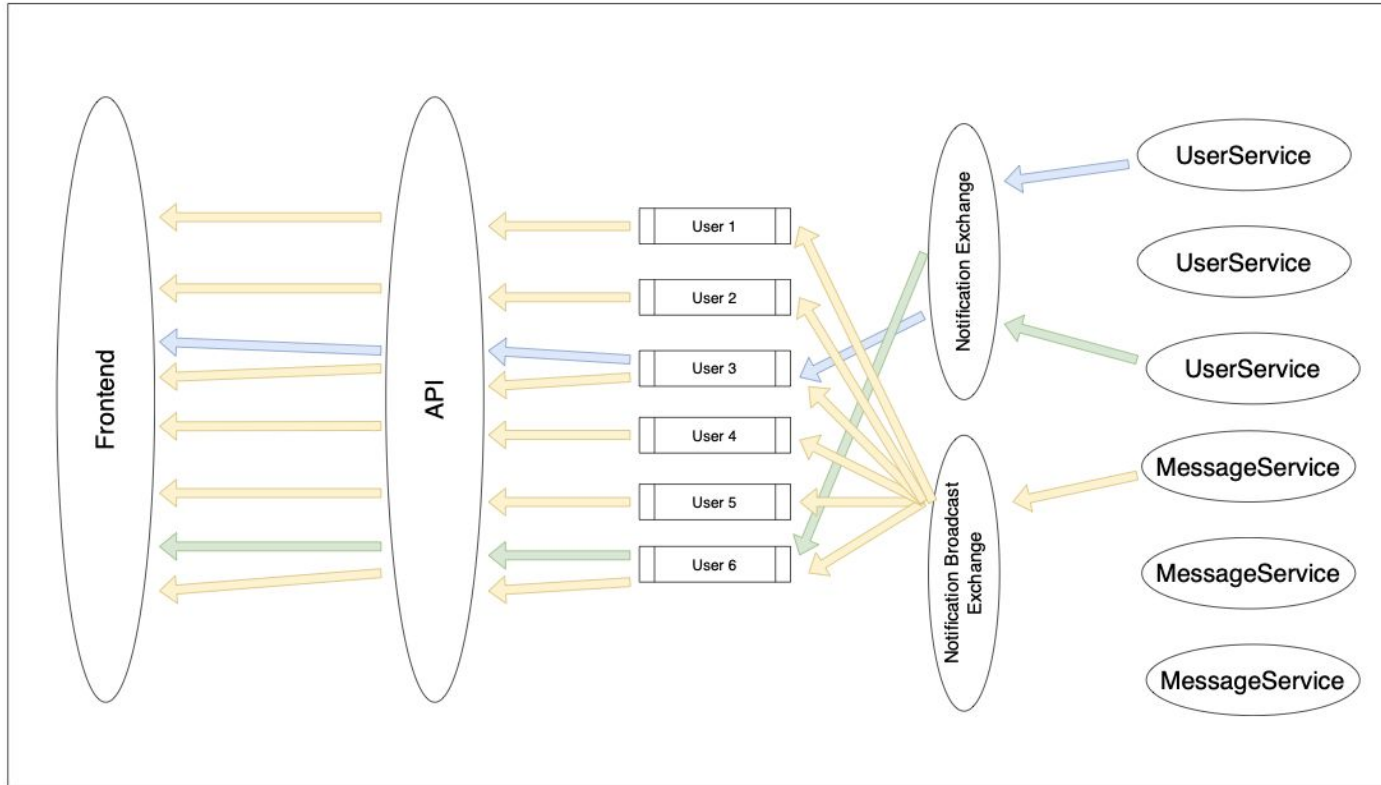 Frontend
API
User 1
User 2
User 3
User 4
User 5
User 6
Notification Exchange
Notification Broadcast
Exchange
UserService
UserService
UserService
MessageService
MessageService
MessageService